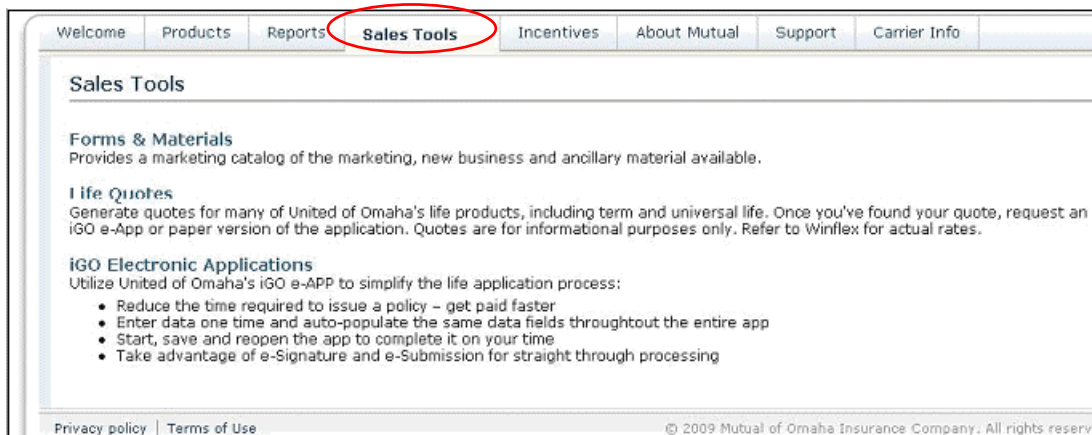 Welcome Products Reports Sales Tools Incentives About Mutual Support Carrier Info
Sales Tools
Forms & Materials
Provides a marketing catalog of the marketing, new business and ancillary material available.
Life Quotes
Generate quotes for many of United of Omaha's life products, including term and universal life. Once you've found your quote, request an
iGO e-App or paper version of the application. Quotes are for informational purposes only. Refer to Winflex for actual rates.
iGO Electronic Applications
Utilize United of Omaha's iGO e-APP to simplify the life application process:
• Reduce the time required to issue a policy – get paid faster
• Enter data one time and auto-populate the same data fields throughtout the entire app
• Start, save and reopen the app to complete it on your time
• Take advantage of e-Signature and e-Submission for straight through processing
Privacy policy | Terms of Use © 2009 Mutual of Omaha Insurance Company. All rights reserv